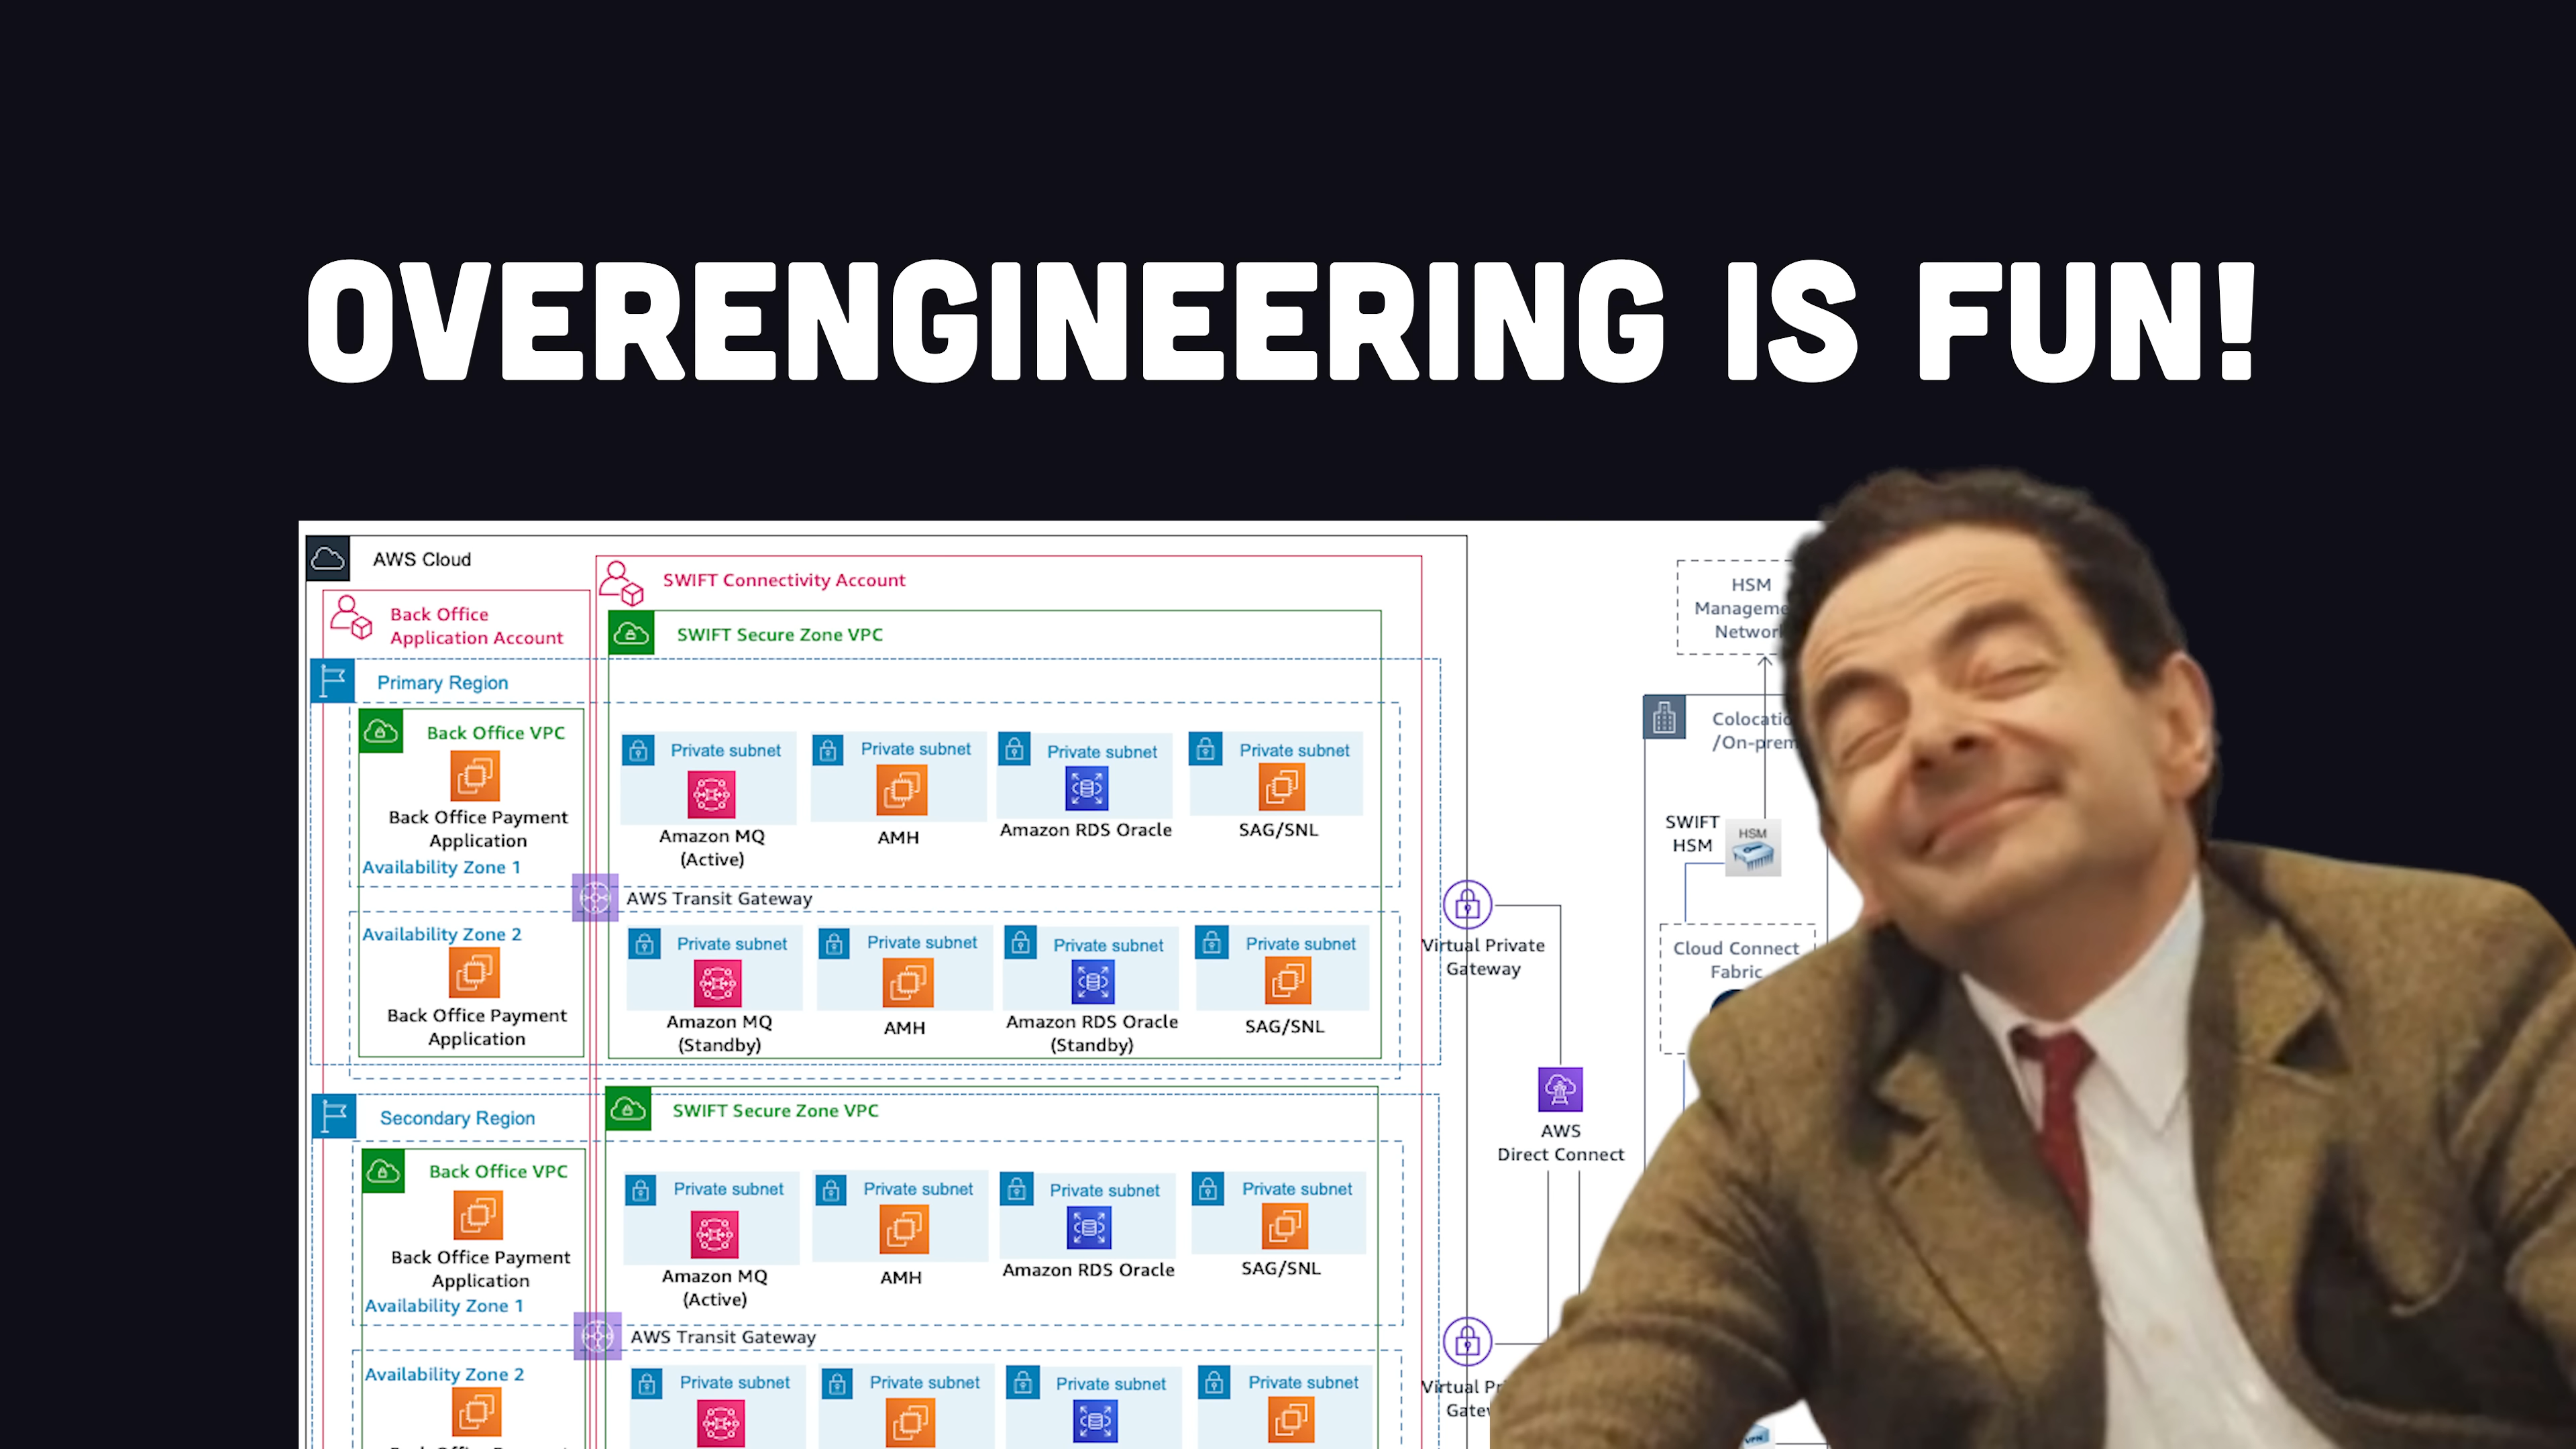 OVERENGINEERING IS FUN!
AWS Cloud
SWIFT Connectivity Account
Back Office
Application Account
SWIFT Secure Zone VPC
Primary Region
Back Office VPC
Private subnet
Private subnet
Private subnet
Private subnet
Back Office Payment
Application
Amazon MQ
(Active)
AMH
Amazon RDS Oracle
SAG/SNL
Availability Zone 1
AWS Transit Gateway
Availability Zone 2
Private subnet
Private subnet
Private subnet
Private subnet
Back Office Payment
Application
Amazon MQ
(Standby)
AMH
Amazon RDS Oracle
(Standby)
SAG/SNL
Secondary Region
SWIFT Secure Zone VPC
Back Office VPC
Private subnet
Private subnet
Private subnet
Private subnet
Back Office Payment
Application
Amazon MQ
(Active)
AMH
Amazon RDS Oracle
SAG/SNL
Availability Zone 1
AWS Transit Gateway
Availability Zone 2
Private subnet
Private subnet
Private subnet
Private subnet
Virtual Private
Gateway
AWS
Direct Connect
Virtual
HSM
Network
SWIFT
HSM
HSM
Cloud Connect
Fabric
VPN